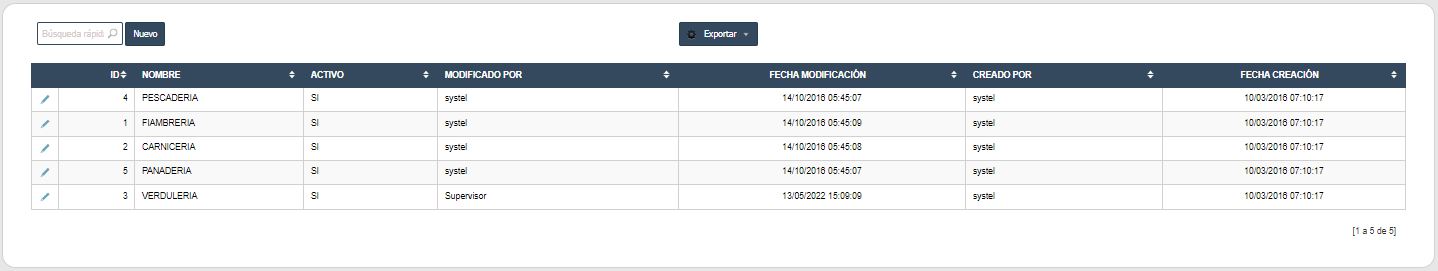 Búsqueda rápid Nuevo Exportar
ID NOMBRE ACTIVO MODIFICADO POR FECHA MODIFICACIÓN CREADO POR FECHA CREACIÓN
4 PESCADERIA SI systel 14/10/2016 05:45:07 systel 10/03/2016 07:10:17
1 FIAMBRERIA SI systel 14/10/2016 05:45:09 systel 10/03/2016 07:10:17
2 CARNICERIA SI systel 14/10/2016 05:45:08 systel 10/03/2016 07:10:17
5 PANADERIA SI systel 14/10/2016 05:45:07 systel 10/03/2016 07:10:17
3 VERDULERIA SI Supervisor 13/05/2022 15:09:09 systel 10/03/2016 07:10:17
[1 a 5 de 5]